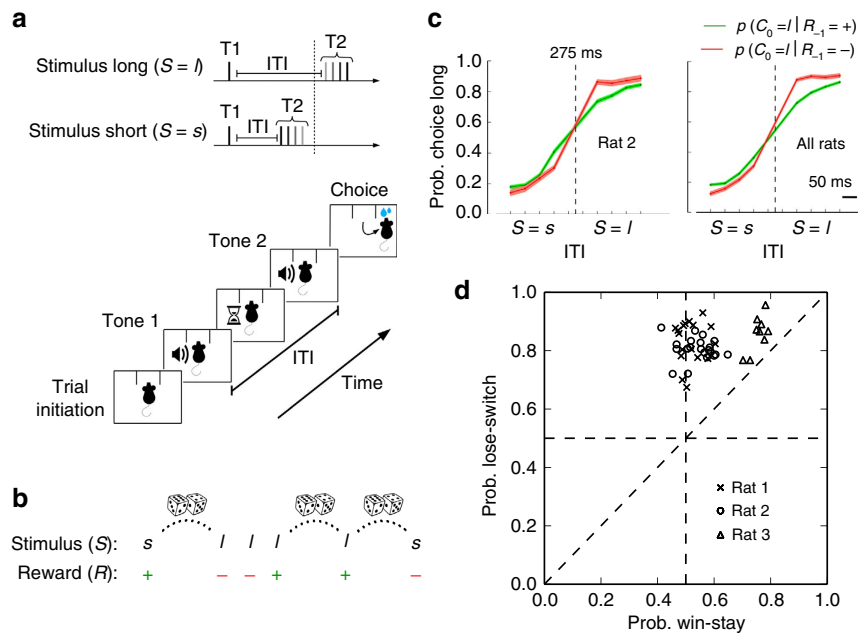 a
T1
T2
ITI
Stimulus long (S = l)
T1
T2
ITI
Stimulus short (S = s)
Choice
Tone 2
Tone 1
ITI
Time
Trial
initiation
b
Stimulus (S): s l l l l s
Reward (R): + − − + + −
c
p (C0 = l | R−1 = +)
p (C0 = l | R−1 = −)
275 ms
Prob. choice long
1.0
0.8
0.6
0.4
0.2
0.0
Rat 2
All rats
50 ms
S = s S = l
ITI
S = s S = l
ITI
d
Prob. lose-switch
1.0
0.8
0.6
0.4
0.2
0.0
Rat 1
Rat 2
Rat 3
0.0 0.2 0.4 0.6 0.8 1.0
Prob. win-stay